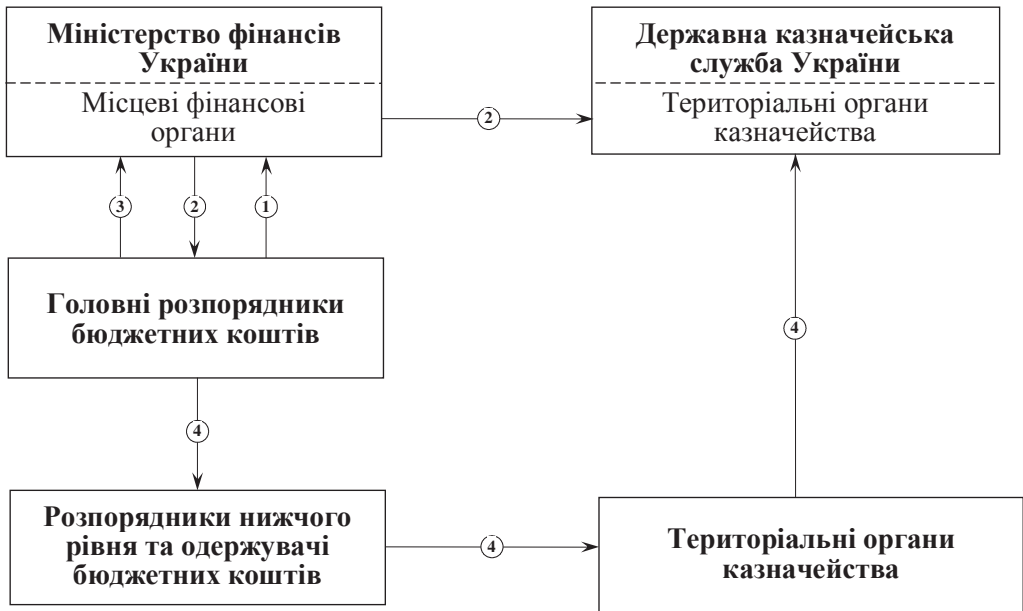 Міністерство фінансів
України
Місцеві фінансові
органи
Державна казначейська
служба України
Територіальні органи
казначейства
2
3
2
1
Головні розпорядники
бюджетних коштів
4
4
Розпорядники нижчого
рівня та одержувачі
бюджетних коштів
4
Територіальні органи
казначейства